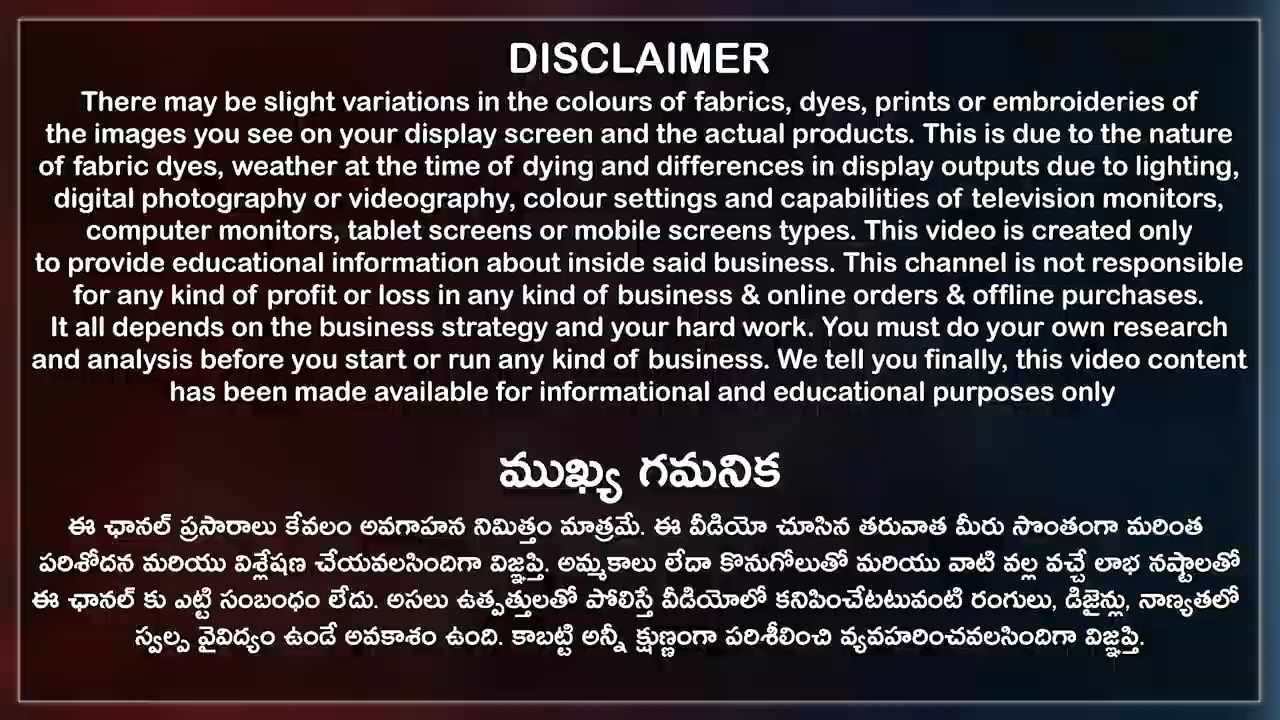 DISCLAIMER
There may be slight variations in the colours of fabrics, dyes, prints or embroideries of
the images you see on your display screen and the actual products. This is due to the nature
of fabric dyes, weather at the time of dying and differences in display outputs due to lighting,
digital photography or videography, colour settings and capabilities of television monitors,
computer monitors, tablet screens or mobile screens types. This video is created only
to provide educational information about inside said business. This channel is not responsible
for any kind of profit or loss in any kind of business & online orders & offline purchases.
It all depends on the business strategy and your hard work. You must do your own research
and analysis before you start or run any kind of business. We tell you finally, this video content
has been made available for informational and educational purposes only
ముఖ్య గమనిక
ఈ ఛానల్ ప్రసారాలు కేవలం అవగాహన నిమిత్తం మాత్రమే. ఈ వీడియో చూసిన తరువాత మీరు సొంతంగా మరింత
పరిశోదన మరియు విశ్లేషణ చేయవలసిందిగా విజ్ఞప్తి. అమ్మకాలు లేదా కొనుగోలుతో మరియు వాటి వల్ల వచ్చే లాభ నష్టాలతో
ఈ ఛానల్ కు ఎట్టి సంబంధం లేదు. అసలు ఉత్పత్తులతో పోలిస్తే వీడియోలో కనిపించేటటువంటి రంగులు, డిజైన్లు, నాణ్యతలో
స్వల్ప వైవిద్యం ఉండే అవకాశం ఉంది. కాబట్టి అన్నీ క్షుణ్ణంగా పరిశీలించి వ్యవహరించవలసిందిగా విజ్ఞప్తి.